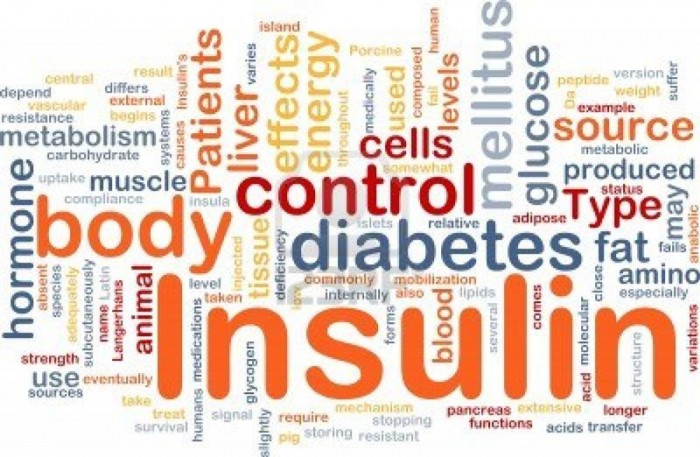 island
human
central
result
Insulin's
Patients
varies
effects
energy
Porcine
composed
mellitus
version
depend
differs
vascular
external
resistance
begins
metabolism
carbohydrate
systems
causes
liver
throughout
medically
used
fail
levels
glucose
peptide
Da
weight
suffer
example
source
metabolic
cells
somewhat
produced
status
hormone
uptake
muscle
compliance
insula
control
islets
relative
adipose
Type
may
anabolic
body
tissue
diabetes
fat
fails
absent
species
adequately
subcutaneously
name
Latin
Langerhans
animal
level
taken
injected
deficiency
low
commonly
mobilization
internally
also
lipids
blood
several
comes
close
amino
especially
Insulin
medications
forms
molecular
variations
structure
strength
use
eventually
sources
glycogen
take
treat
survival
humans
signal
slightly
require
pig
mechanism
storing
stopping
resistant
pancreas
functions
extensive
acid
acids
longer
transfer